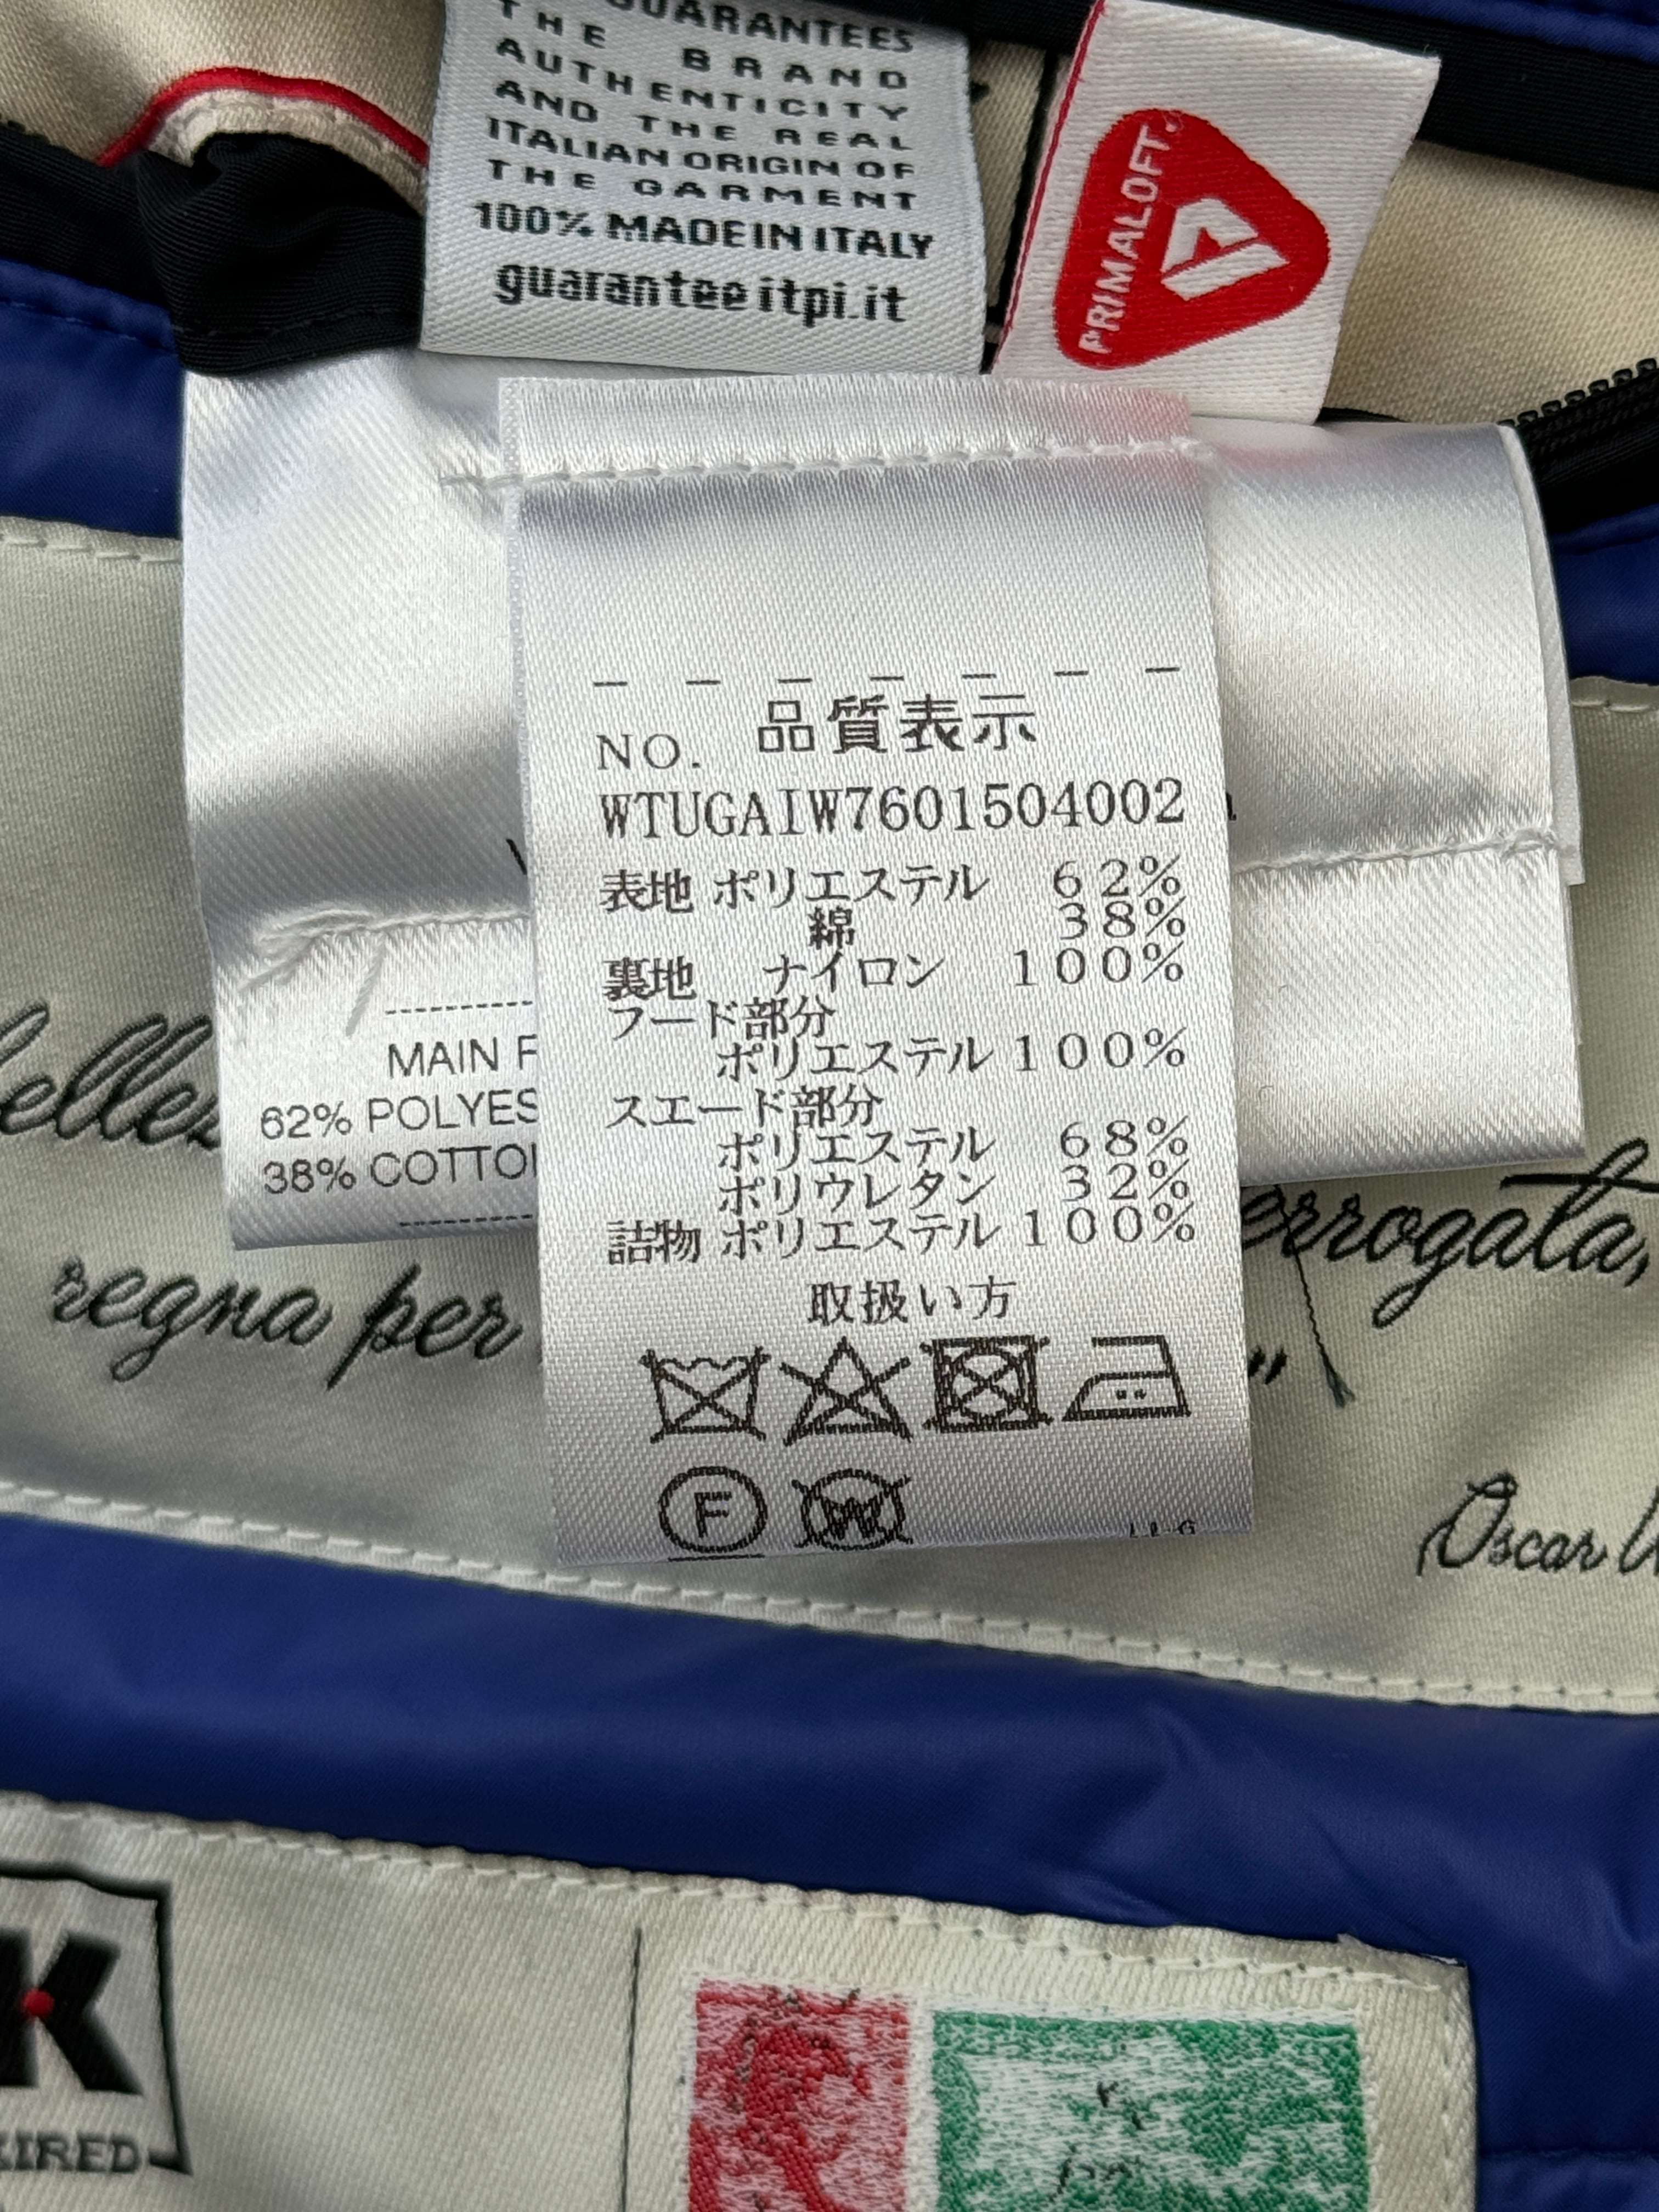 GUARANTEES
THE BRAND
AUTHENTICITY
AND THE REAL
ITALIAN ORIGIN OF
THE GARMENT
100% MADE IN ITALY
guarantee itpi.it
PRIMALOFT
品質表示
NO.
WTUGAIW7601504002
表地 ポリエステル 62%
綿 38%
裏地 ナイロン 100%
フード部分
ポリエステル 100%
スエード部分
ポリエステル 68%
ポリウレタン 32%
詰物 ポリエステル 100%
取扱い方
F
W
MAIN
62%
38%
regna per
"
Oscar
K